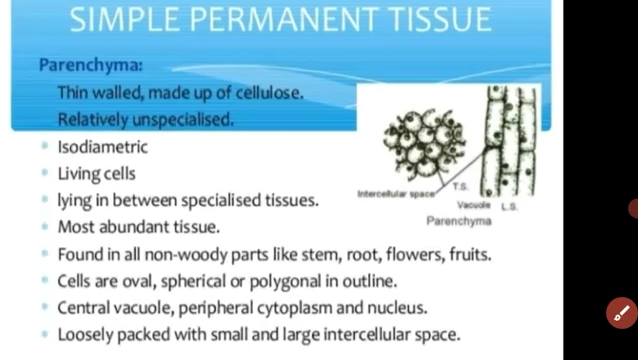 SIMPLE PERMANENT TISSUE
Parenchyma:
Thin walled, made up of cellulose.
Relatively unspecialised.
Isodiametric
Living cells
lying in between specialised tissues.
Most abundant tissue.
Found in all non-woody parts like stem, root, flowers, fruits.
Cells are oval, spherical or polygonal in outline.
Central vacuole, peripheral cytoplasm and nucleus.
Loosely packed with small and large intercellular space.
Intercellular space
T.S.
Vacuole
L.S.
Parenchyma